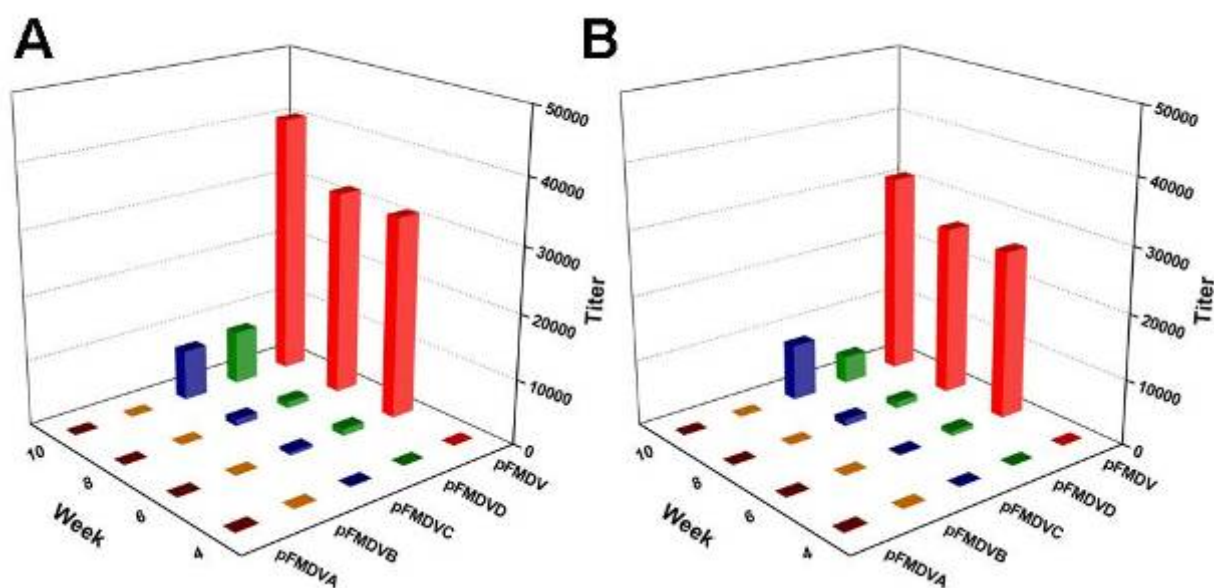 A
50000
40000
30000
20000
10000
0
Titer
10
8
6
4
Week
pFMDV
pFMDVD
pFMDVC
pFMDVB
pFMDVA
B
50000
40000
30000
20000
10000
0
Titer
10
8
6
4
Week
pFMDV
pFMDVD
pFMDVC
pFMDVB
pFMDVA